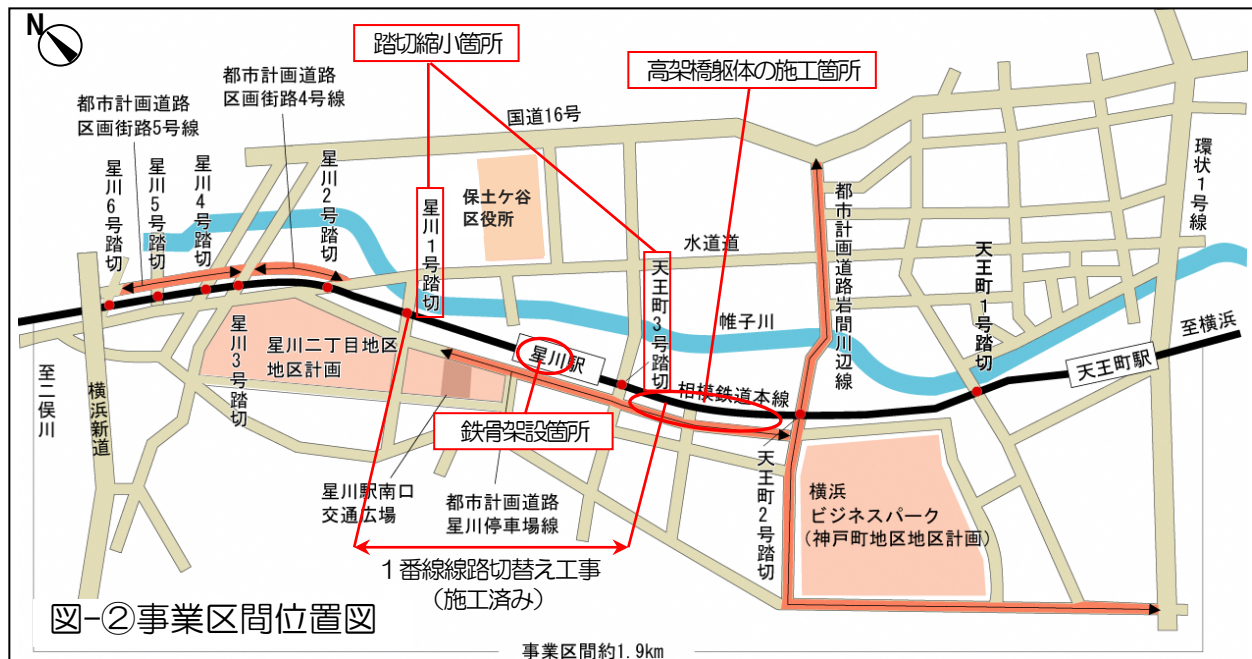 N
踏切縮小箇所
高架橋躯体の施工箇所
都市計画道路
区画街路4号線
都市計画道路
区画街路5号線
国道16号
環状1号線
星川6号踏切
星川5号踏切
星川4号踏切
星川2号踏切
星川1号踏切
保土ケ谷
区役所
水道道
都市計画道路岩間川辺線
天王町3号踏切
帷子川
天王町1号踏切
至横浜
天王町駅
星川駅
相模鉄道本線
星川3号踏切
星川二丁目地区
地区計画
至二俣川
横浜新道
鉄骨架設箇所
天王町2号踏切
星川駅南口
交通広場
都市計画道路
星川停車場線
横浜
ビジネスパーク
(神戸町地区地区計画)
1番線線路切替え工事
(施工済み)
図-②事業区間位置図
事業区間約1.9km